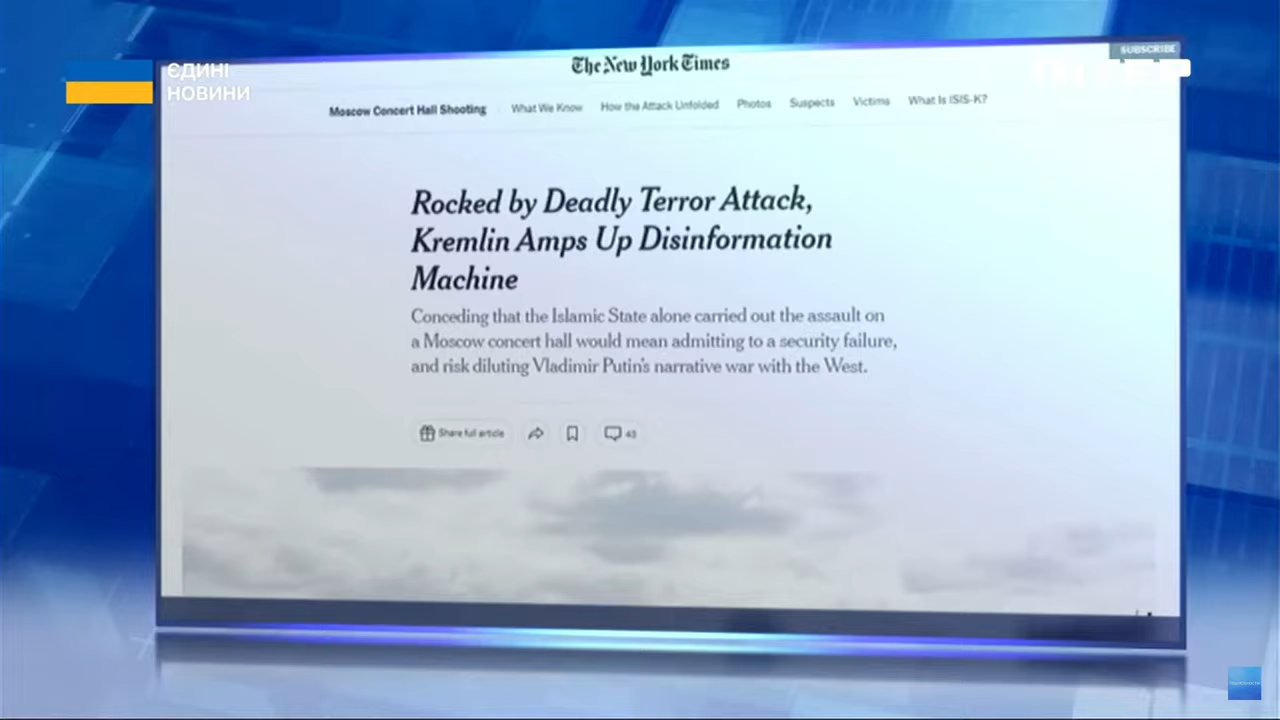 ЄДИНІ
НОВИНИ
SUBSCRIBE
The New York Times
Moscow Concert Hall Shooting What We Know How the Attack Unfolded Photos Suspects Victims What Is ISIS-K?
Rocked by Deadly Terror Attack,
Kremlin Amps Up Disinformation
Machine
Conceding that the Islamic State alone carried out the assault on
a Moscow concert hall would mean admitting to a security failure,
and risk diluting Vladimir Putin's narrative war with the West.
Share full article 43